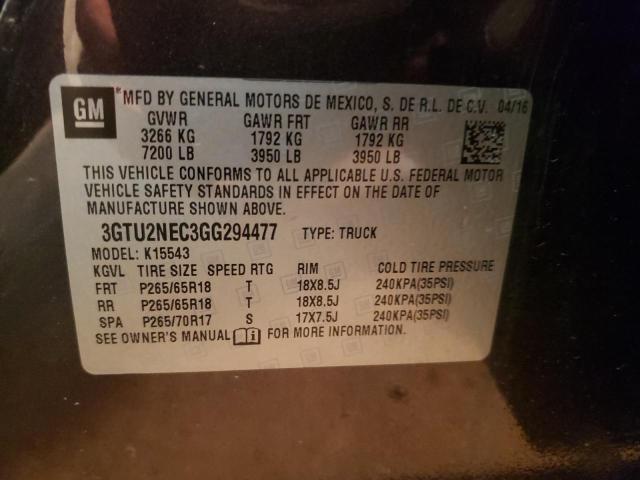 GM *MFD BY GENERAL MOTORS DE MEXICO, S. DE R.L. DE C.V. 04/16
GVWR GAWR FRT GAWR RR
3266 KG 1792 KG 1792 KG
7200 LB 3950 LB 3950 LB
THIS VEHICLE CONFORMS TO ALL APPLICABLE U.S. FEDERAL MOTOR
VEHICLE SAFETY STANDARDS IN EFFECT ON THE DATE OF
MANUFACTURE SHOWN ABOVE.
3GTU2NEC3GG294477 TYPE: TRUCK
MODEL: K15543
KGVL TIRE SIZE SPEED RTG RIM COLD TIRE PRESSURE
FRT P265/65R18 T 18X8.5J 240KPA(35PSI)
RR P265/65R18 T 18X8.5J 240KPA(35PSI)
SPA P265/70R17 S 17X7.5J 240KPA(35PSI)
SEE OWNER'S MANUAL i FOR MORE INFORMATION.